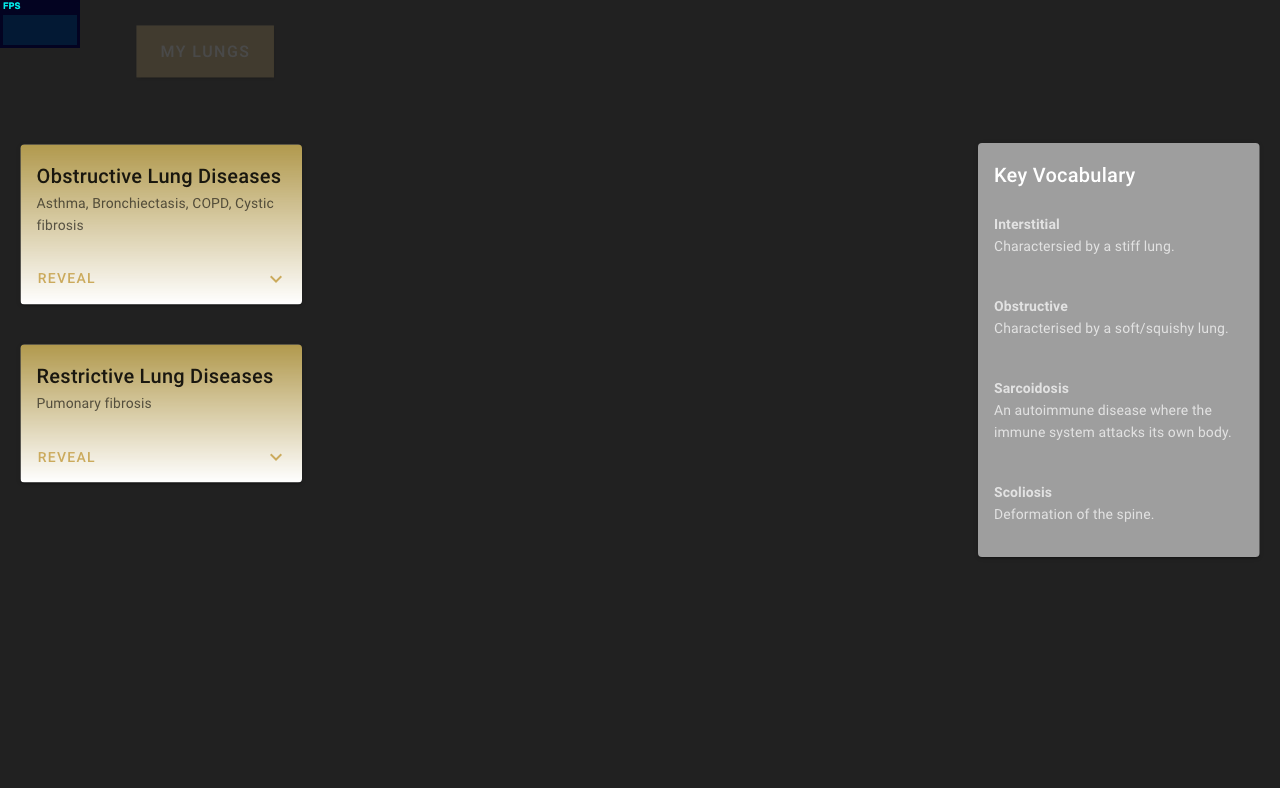 FPS
MY LUNGS
Obstructive Lung Diseases
Asthma, Bronchiectasis, COPD, Cystic
fibrosis
REVEAL
Restrictive Lung Diseases
Pumonary fibrosis
REVEAL
Key Vocabulary
Interstitial
Charactersied by a stiff lung.
Obstructive
Characterised by a soft/squishy lung.
Sarcoidosis
An autoimmune disease where the
immune system attacks its own body.
Scoliosis
Deformation of the spine.